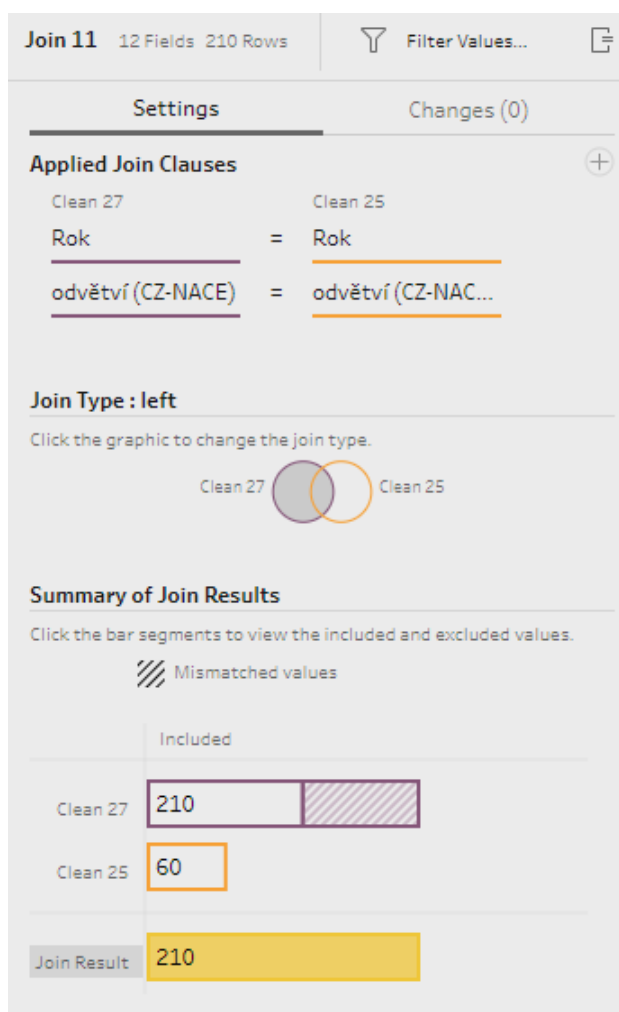 Join 11 12 Fields 210 Rows Filter Values...
Settings Changes (0)
Applied Join Clauses
Clean 27 Clean 25
Rok = Rok
odvětví (CZ-NACE) = odvětví (CZ-NAC...
Join Type : left
Click the graphic to change the join type.
Clean 27 Clean 25
Summary of Join Results
Click the bar segments to view the included and excluded values.
Mismatched values
Included
Clean 27 210
Clean 25 60
Join Result 210